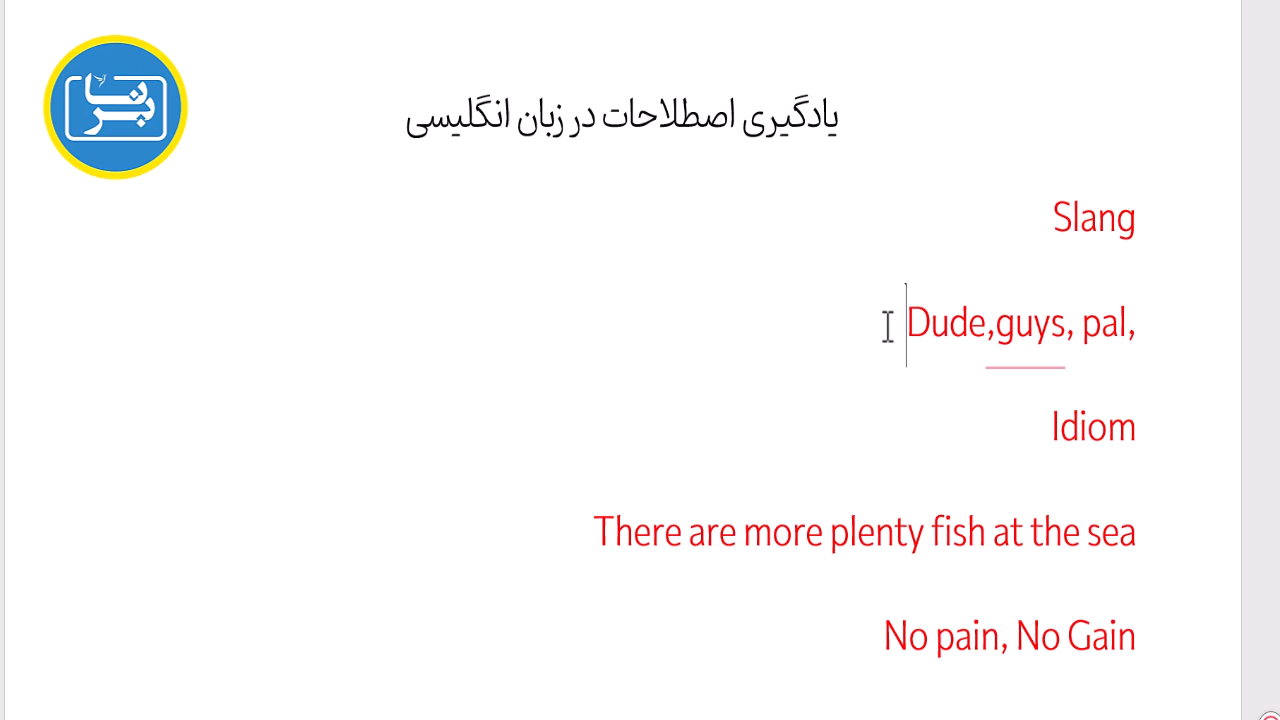 برنا
یادگیری اصطلاحات در زبان انگلیسی
Slang
Dude,guys, pal,
Idiom
There are more plenty fish at the sea
No pain, No Gain